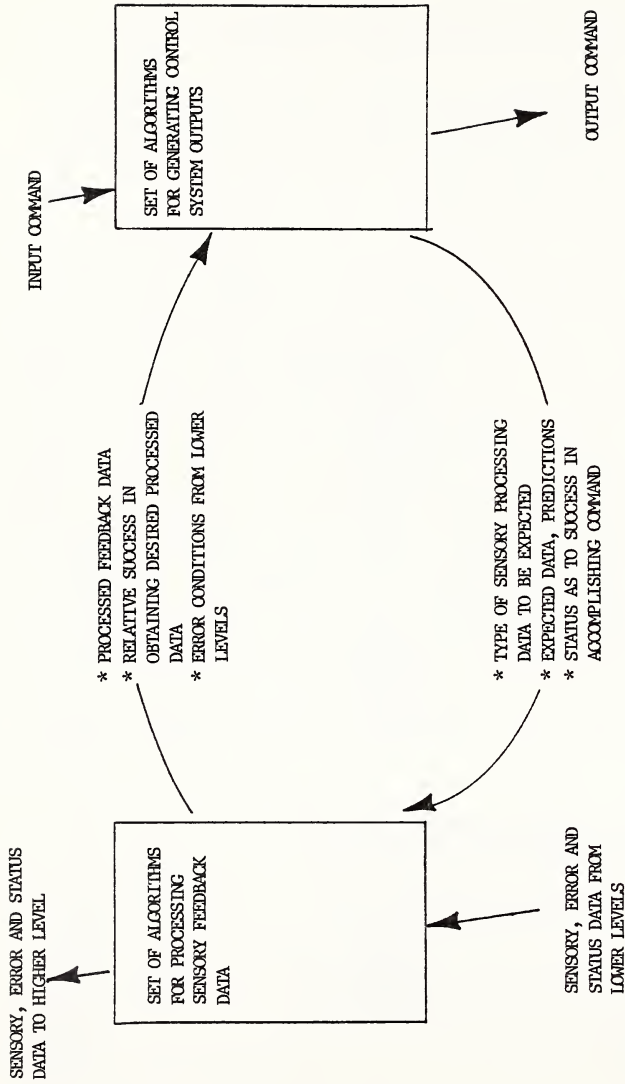 SENSORY, ERROR AND STATUS
DATA TO HIGHER LEVEL
INPUT COMMAND
SET OF ALGORITHMS
FOR PROCESSING
SENSORY FEEDBACK
DATA
* PROCESSED FEEDBACK DATA
* RELATIVE SUCCESS IN
OBTAINING DESIRED PROCESSED
DATA
* ERROR CONDITIONS FROM LOWER
LEVELS
SET OF ALGORITHMS
FOR GENERATING CONTROL
SYSTEM OUTPUTS
* TYPE OF SENSORY PROCESSING
DATA TO BE EXPECTED
* EXPECTED DATA, PREDICTIONS
* STATUS AS TO SUCCESS IN
ACCOMPLISHING COMMAND
SENSORY, ERROR AND
STATUS DATA FROM
LOWER LEVELS
OUTPUT COMMAND